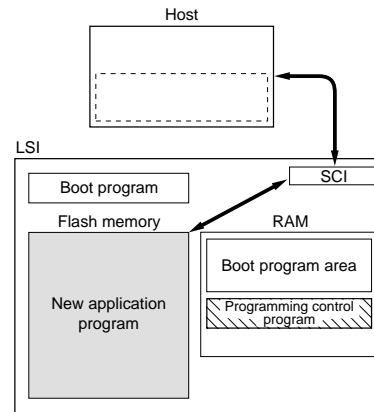 Host
LSI
SCI
Boot program
Flash memory
RAM
New application
program
Boot program area
Programming control
program